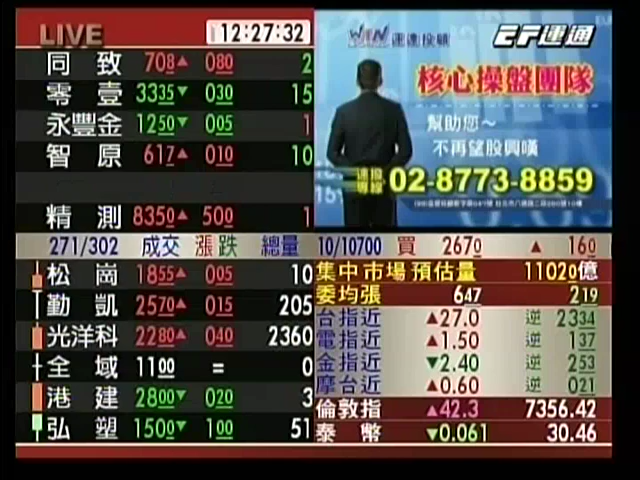 LIVE 12:27:32
同致 708▲ 080 2
零壹 3335▼ 030 15
永豐金 1250▼ 005 1
智原 617▲ 010 10
精測 8350▲ 500 1
271/302 成交 漲跌 總量
松崗 1855▲ 005 10
勤凱 2570▲ 015 205
光洋科 2280▲ 040 2360
全域 1100 = 0
港建 2800▼ 020 3
弘塑 1500▼ 100 51
WIN 運達投顧
運通
核心操盤團隊
幫助您~
不再望股興嘆
專線 02-8773-8859
10/10700 買 2670 ▲ 160
集中市場預估量 11020億
委均張 647 219
台指近 ▲27.0 逆 2334
電指近 ▲1.50 逆 137
金指近 ▼2.40 逆 253
摩台近 ▲0.60 逆 021
倫敦指 ▲42.3 7356.42
泰幣 ▼0.061 30.46